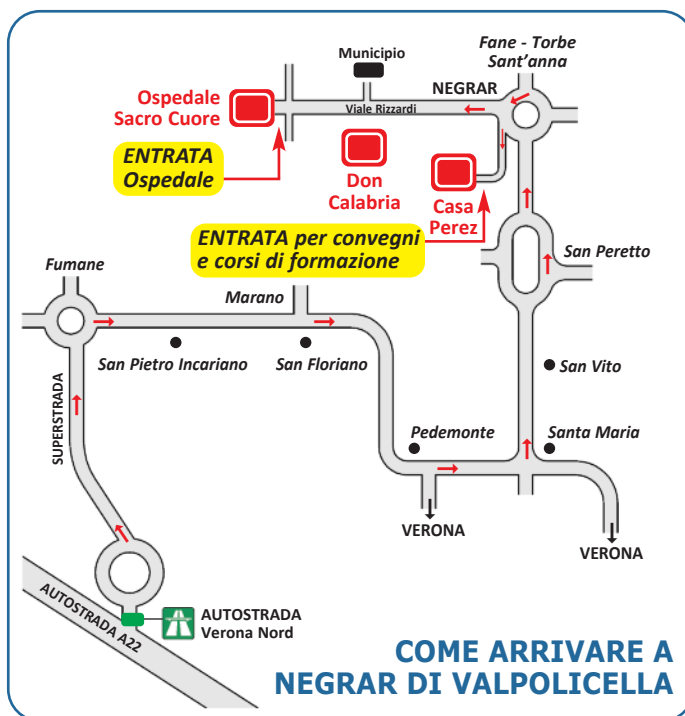 Fane - Torbe
Sant'anna
Municipio
NEGRAR
Ospedale
Sacro Cuore
Viale Rizzardi
ENTRATA
Ospedale
Don
Calabria
Casa
Perez
ENTRATA per convegni
e corsi di formazione
San Peretto
Fumane
Marano
San Pietro Incariano
San Floriano
San Vito
SUPERSTRADA
Pedemonte
Santa Maria
VERONA
VERONA
AUTOSTRADA A22
AUTOSTRADA
Verona Nord
COME ARRIVARE A
NEGRAR DI VALPOLICELLA